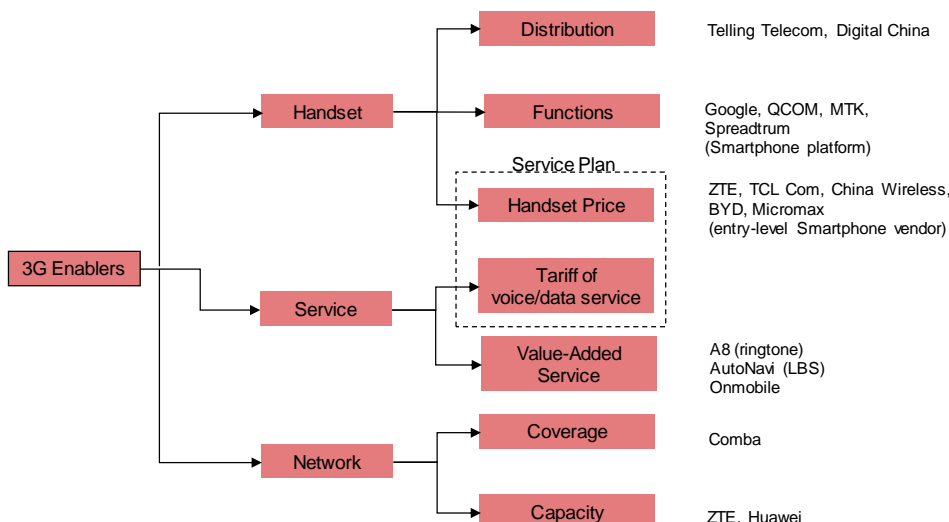 Distribution
Telling Telecom, Digital China
Handset
Functions
Google, QCOM, MTK,
Spreadtrum
(Smartphone platform)
Service Plan
Handset Price
ZTE, TCL Com, China Wireless,
BYD, Micromax
(entry-level Smartphone vendor)
3G Enablers
Tariff of
voice/data service
Service
Value-Added
Service
A8 (ringtone)
AutoNavi (LBS)
Onmobile
Coverage
Comba
Network
Capacity
ZTE, Huawei